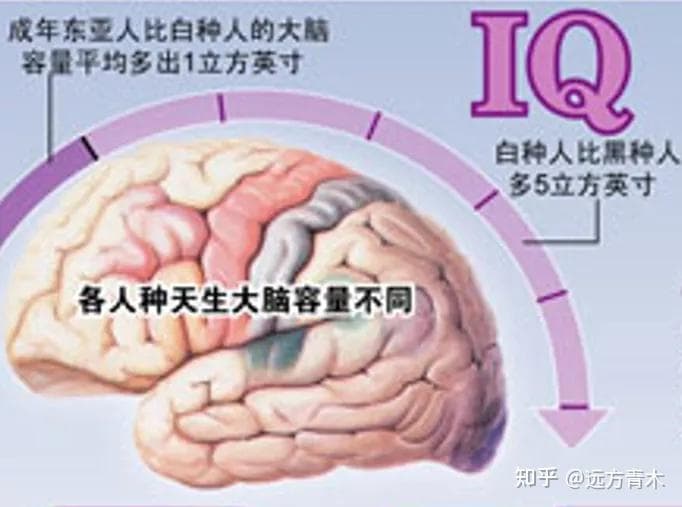 成年东亚人比白种人的大脑
容量平均多出1立方英寸
IQ
白种人比黑种人
多5立方英寸
各人种天生大脑容量不同
知乎 @远方青木